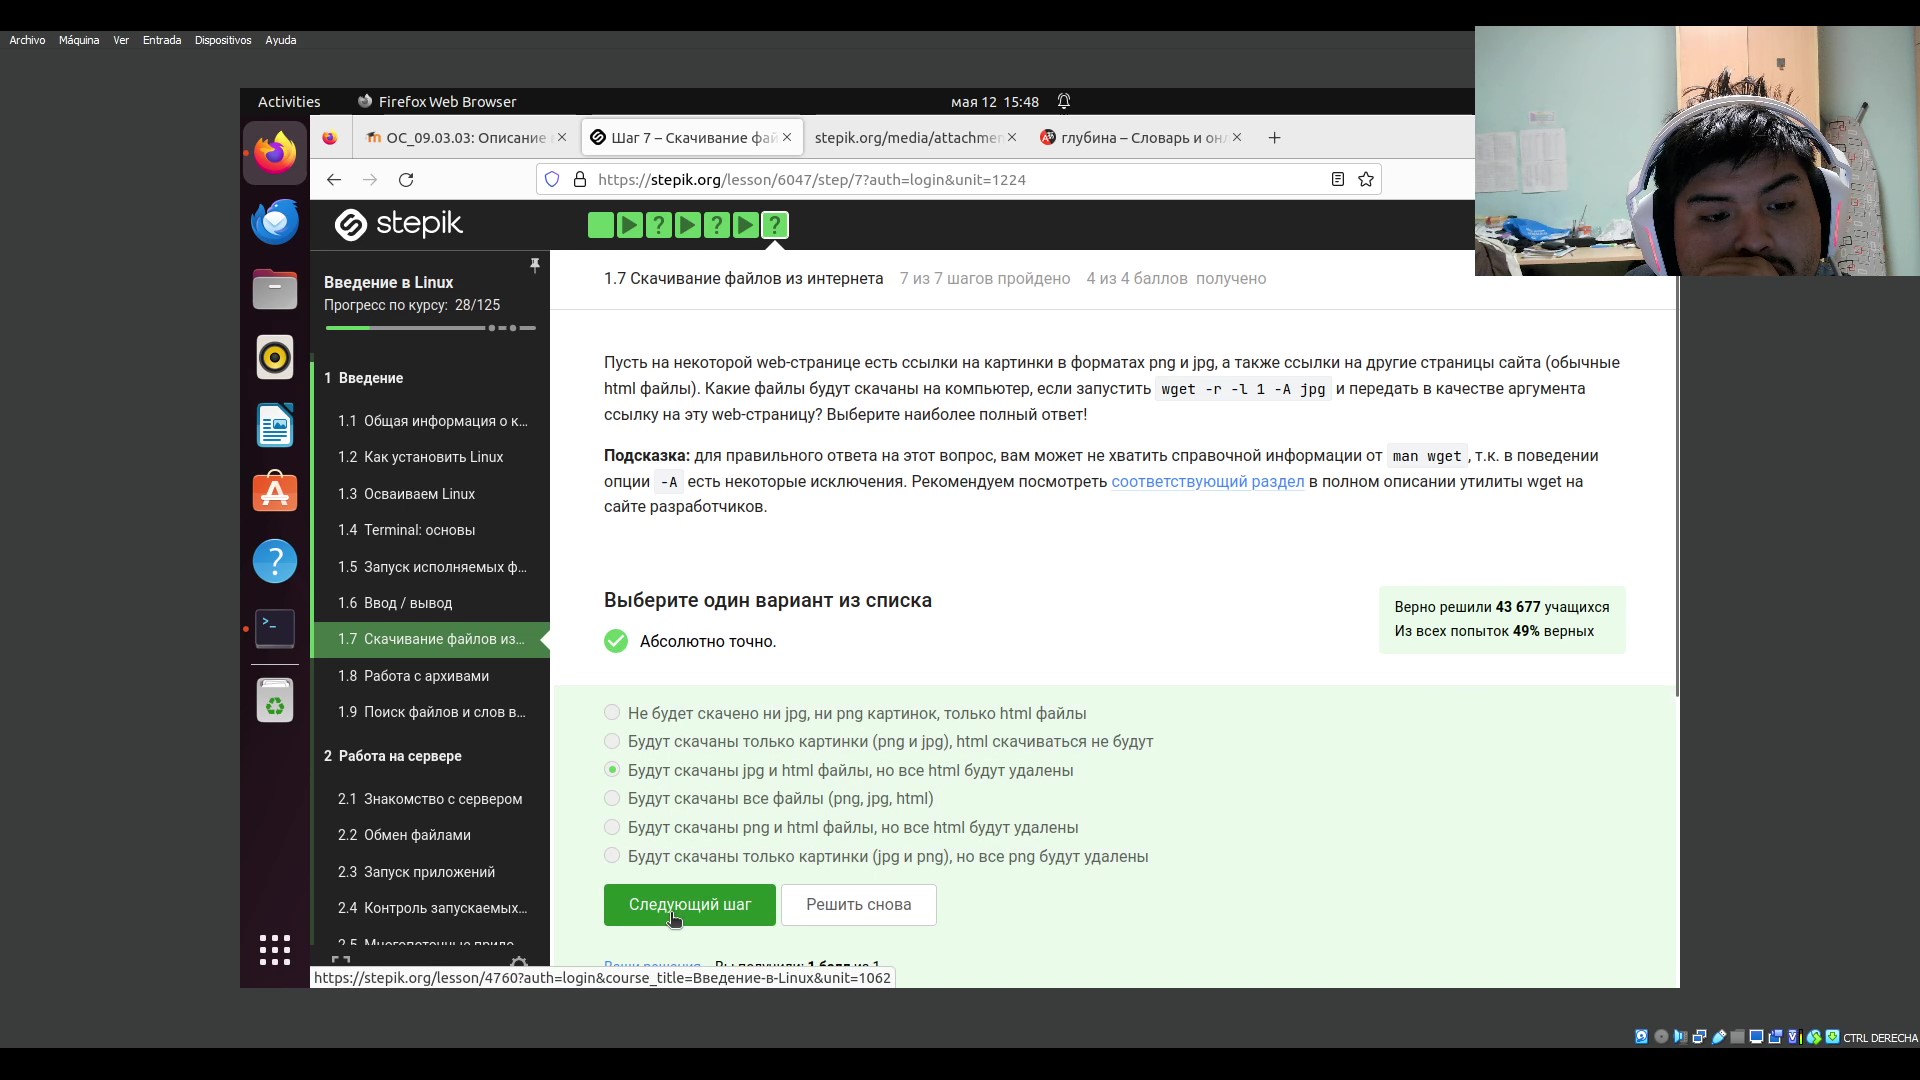 Archivo Máquina Ver Entrada Dispositivos Ayuda
Activities Firefox Web Browser мая 12 15:48
ОС_09.03.03: Описание Шаг 7 – Скачивание фай stepik.org/media/attachmen глубина – Словарь и онл
https://stepik.org/lesson/6047/step/7?auth=login&unit=1224
stepik
Введение в Linux
Прогресс по курсу: 28/125
1 Введение
1.1 Общая информация о к...
1.2 Как установить Linux
1.3 Осваиваем Linux
1.4 Terminal: основы
1.5 Запуск исполняемых ф...
1.6 Ввод / вывод
1.7 Скачивание файлов из...
1.8 Работа с архивами
1.9 Поиск файлов и слов в...
2 Работа на сервере
2.1 Знакомство с сервером
2.2 Обмен файлами
2.3 Запуск приложений
2.4 Контроль запускаемых...
1.7 Скачивание файлов из интернета 7 из 7 шагов пройдено 4 из 4 баллов получено
Пусть на некоторой web-странице есть ссылки на картинки в форматах png и jpg, а также ссылки на другие страницы сайта (обычные
html файлы). Какие файлы будут скачаны на компьютер, если запустить wget -r -l 1 -A jpg и передать в качестве аргумента
ссылку на эту web-страницу? Выберите наиболее полный ответ!
Подсказка: для правильного ответа на этот вопрос, вам может не хватить справочной информации от man wget, т.к. в поведении
опции -A есть некоторые исключения. Рекомендуем посмотреть соответствующий раздел в полном описании утилиты wget на
сайте разработчиков.
Выберите один вариант из списка
Абсолютно точно.
Верно решили 43 677 учащихся
Из всех попыток 49% верных
Не будет скачено ни jpg, ни png картинок, только html файлы
Будут скачаны только картинки (png и jpg), html скачиваться не будут
Будут скачаны jpg и html файлы, но все html будут удалены
Будут скачаны все файлы (png, jpg, html)
Будут скачаны png и html файлы, но все html будут удалены
Будут скачаны только картинки (jpg и png), но все png будут удалены
Следующий шаг Решить снова
https://stepik.org/lesson/4760?auth=login&course_title=Введение-в-Linux&unit=1062
CTRL DERECHA